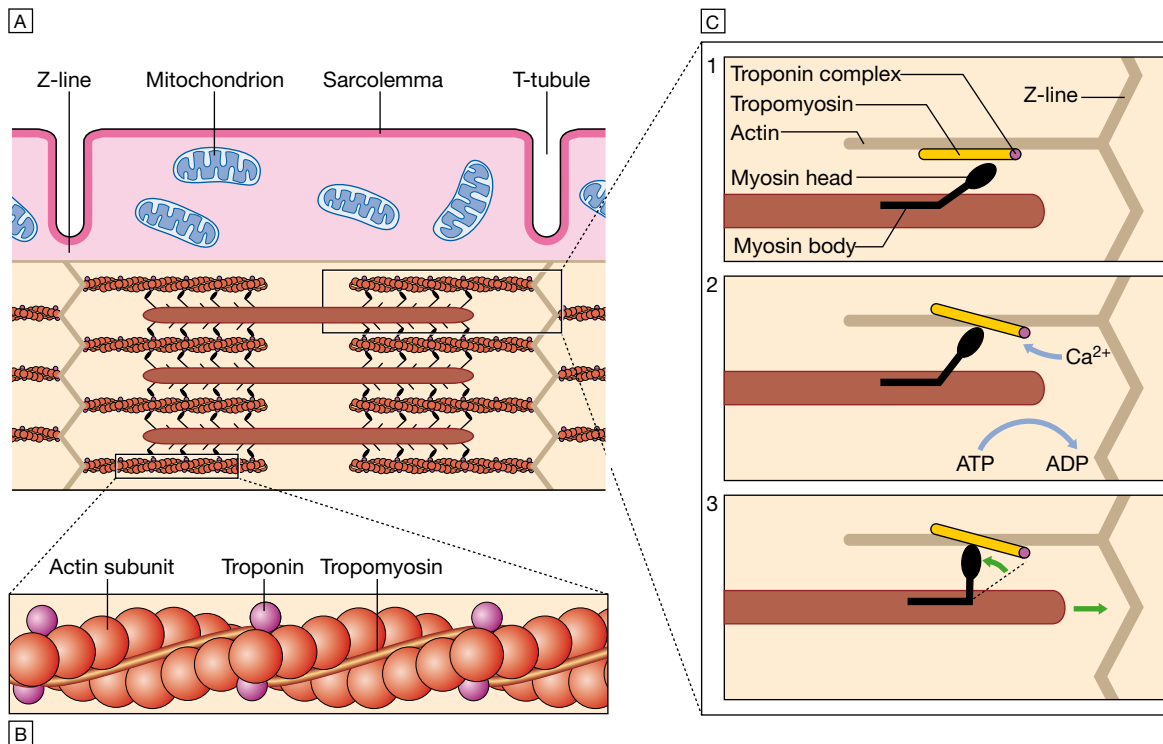 A
Z-line
Mitochondrion
Sarcolemma
T-tubule
Actin subunit
Troponin
Tropomyosin
B
C
1
Troponin complex
Z-line
Tropomyosin
Actin
Myosin head
Myosin body
2
Ca²⁺
ATP
ADP
3